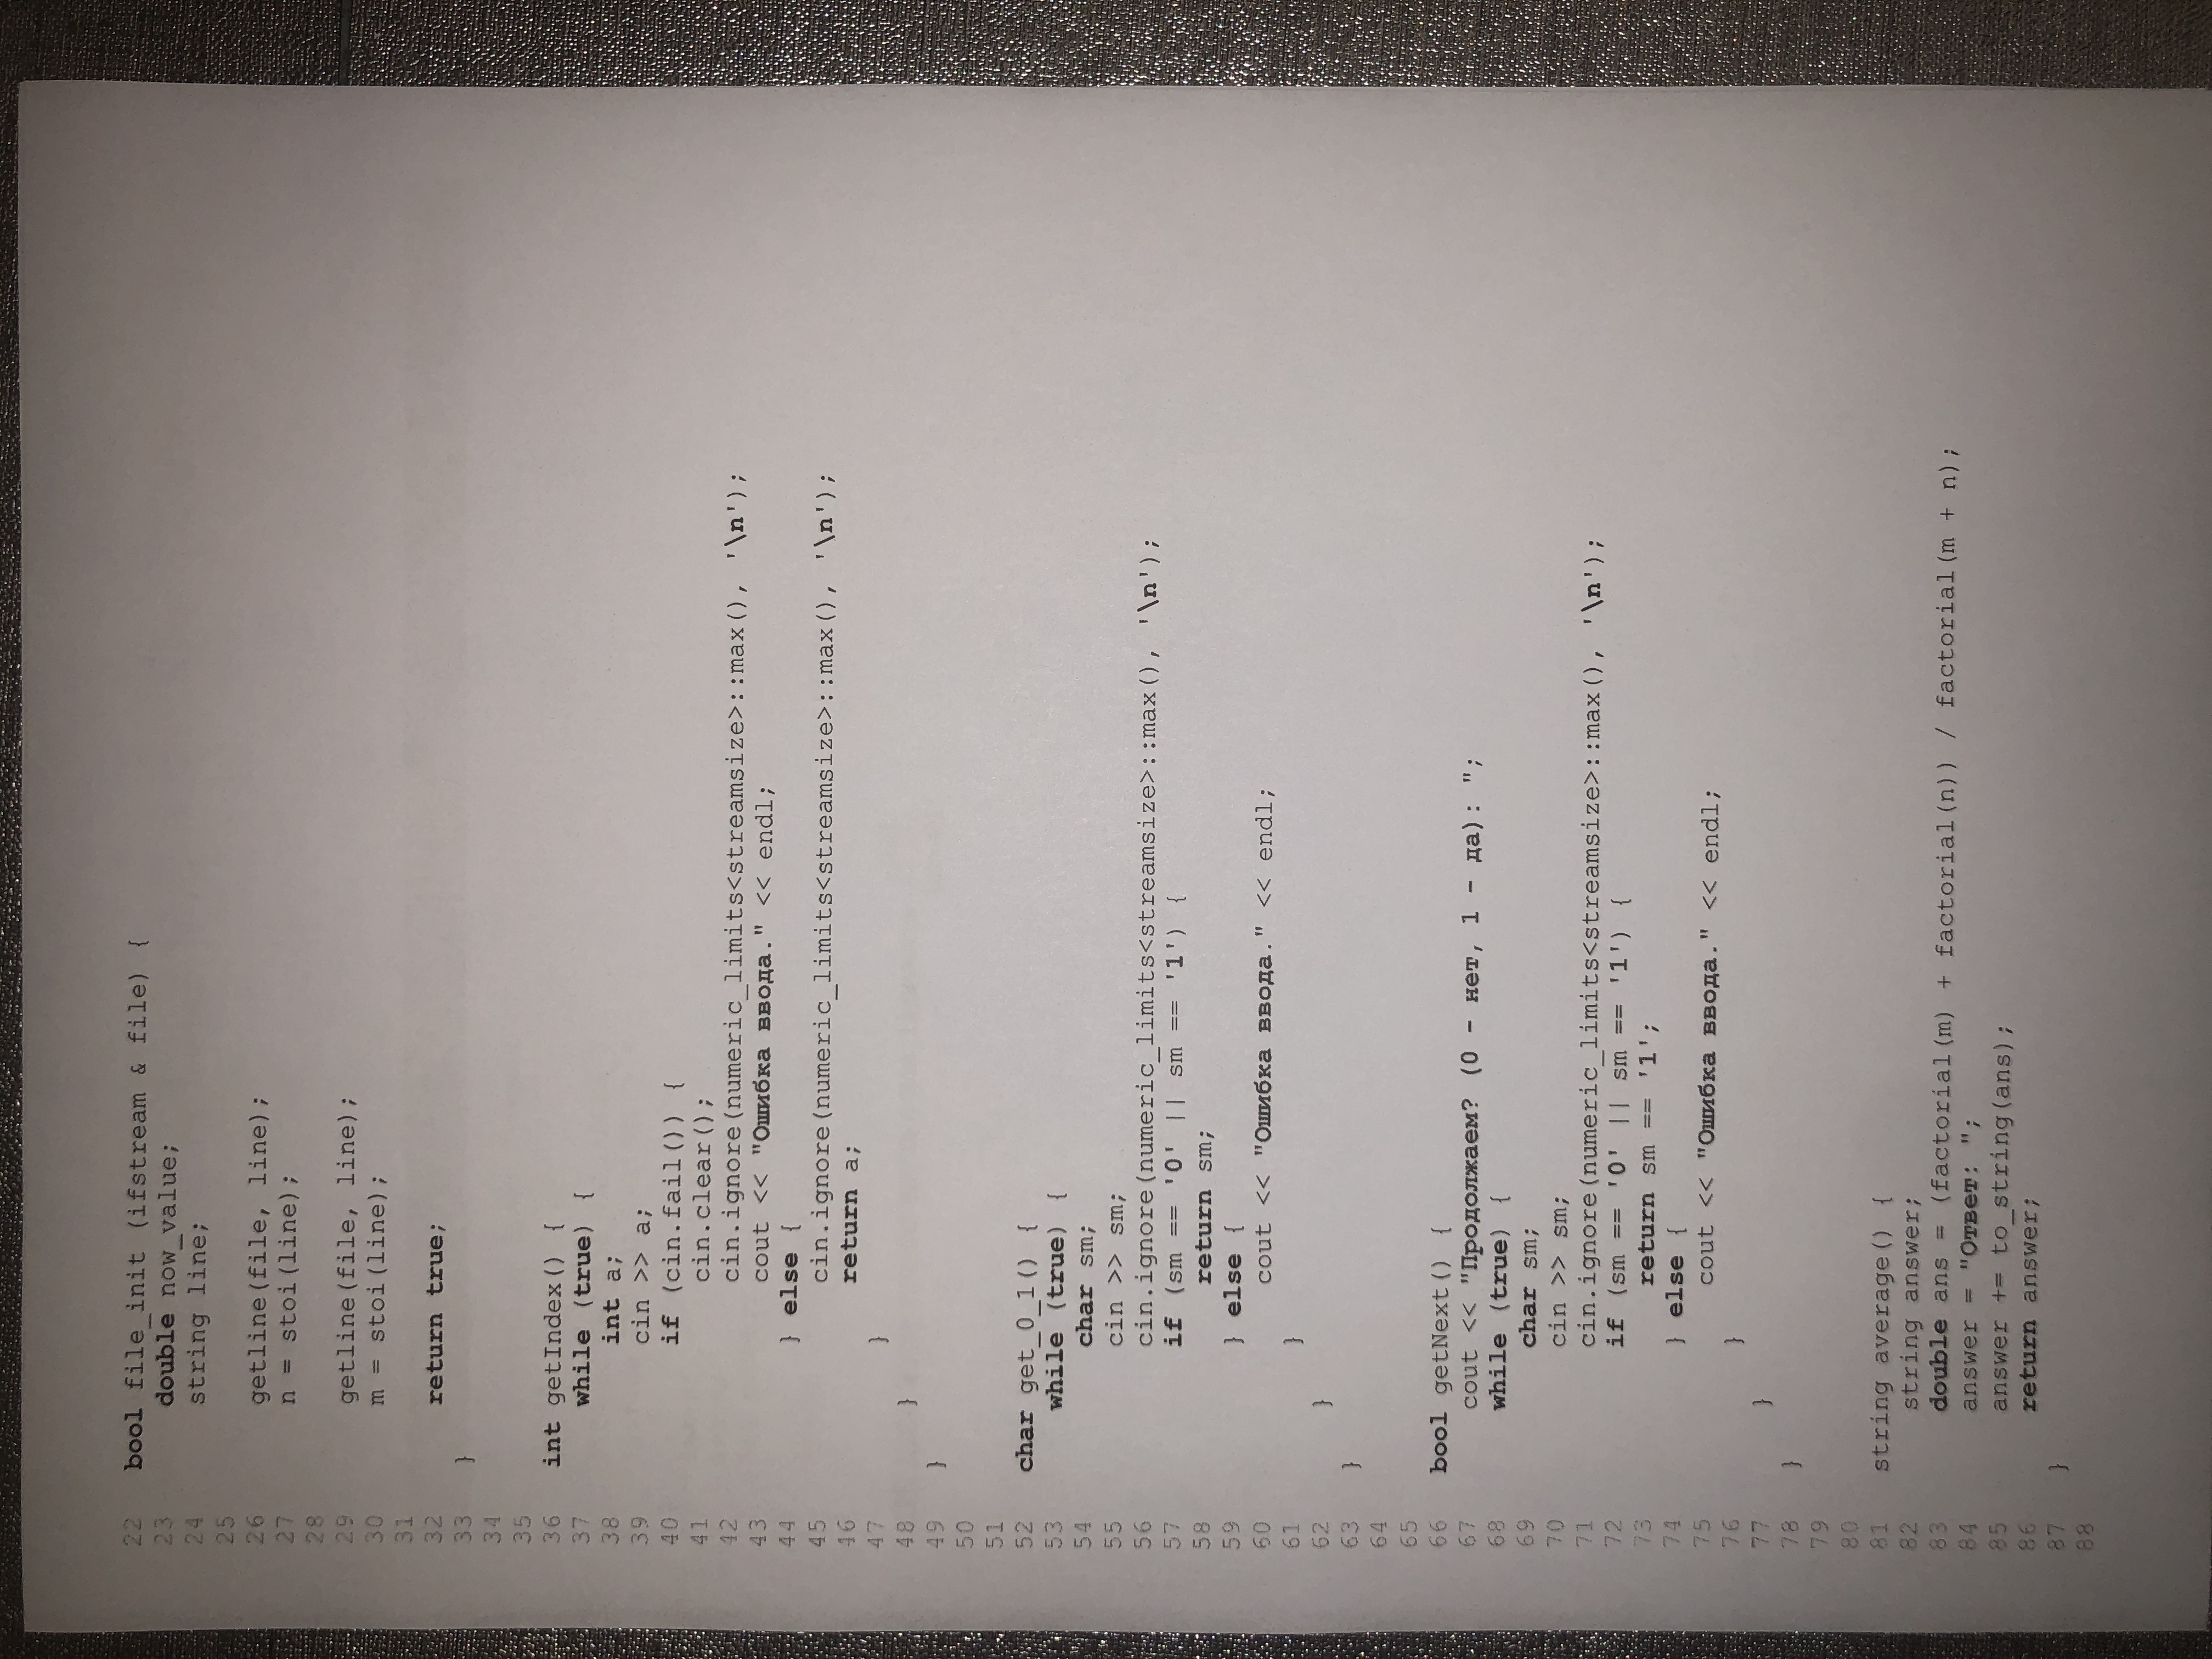 22 bool file_init (ifstream & file) {
23     double now_value;
24     string line;
25
26     getline(file, line);
27     n = stoi(line);
28
29     getline(file, line);
30     m = stoi(line);
31
32     return true;
33 }
34
35
36 int getIndex() {
37     while (true) {
38         int a;
39         cin >> a;
40         if (cin.fail()) {
41             cin.clear();
42             cin.ignore(numeric_limits<streamsize>::max(), '\n');
43             cout << "Ошибка ввода." << endl;
44         } else {
45             cin.ignore(numeric_limits<streamsize>::max(), '\n');
46             return a;
47         }
48     }
49 }
50
51
52 char get_0_1() {
53     while (true) {
54         char sm;
55         cin >> sm;
56         cin.ignore(numeric_limits<streamsize>::max(), '\n');
57         if (sm == '0' || sm == '1') {
58             return sm;
59         } else {
60             cout << "Ошибка ввода." << endl;
61         }
62     }
63 }
64
65
66 bool getNext() {
67     cout << "Продолжаем? (0 - нет, 1 - да): ";
68     while (true) {
69         char sm;
70         cin >> sm;
71         cin.ignore(numeric_limits<streamsize>::max(), '\n');
72         if (sm == '0' || sm == '1') {
73             return sm == '1';
74         } else {
75             cout << "Ошибка ввода." << endl;
76         }
77     }
78 }
79
80
81 string average() {
82     string answer;
83     double ans = (factorial(m) + factorial(n)) / factorial(m + n);
84     answer = "Ответ: ";
85     answer += to_string(ans);
86     return answer;
87 }
88